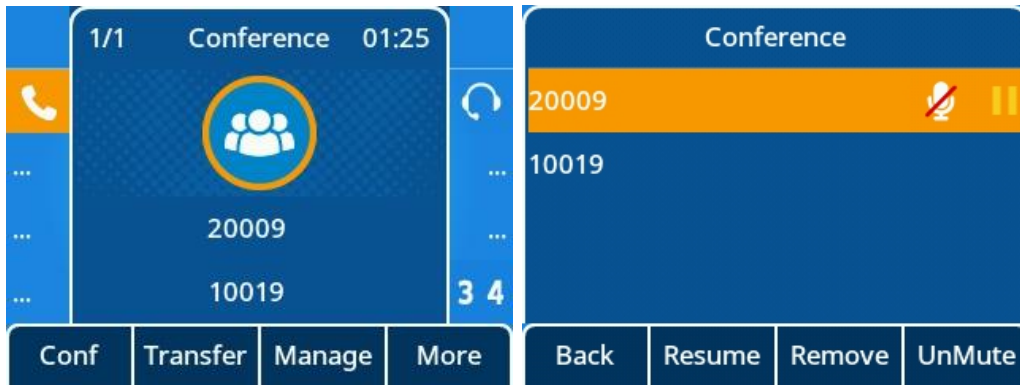 1/1 Conference 01:25
...
...
20009
...
...
...
10019
3 4
Conf Transfer Manage More
Conference
20009
10019
Back Resume Remove UnMute